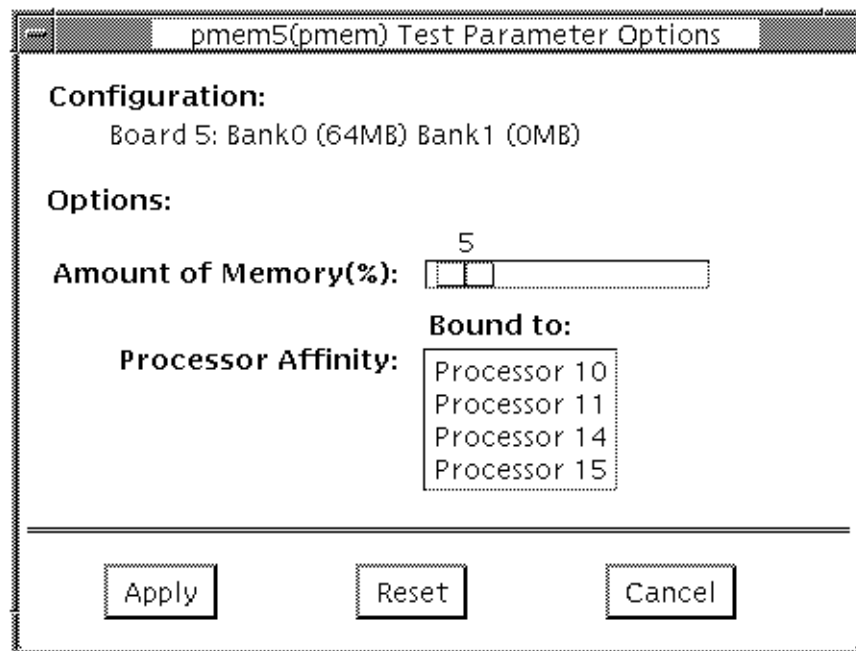 pmem5(pmem) Test Parameter Options
Configuration:
Board 5: Bank0 (64MB) Bank1 (0MB)
Options:
5
Amount of Memory(%):
Bound to:
Processor Affinity:
Processor 10
Processor 11
Processor 14
Processor 15
Apply Reset Cancel